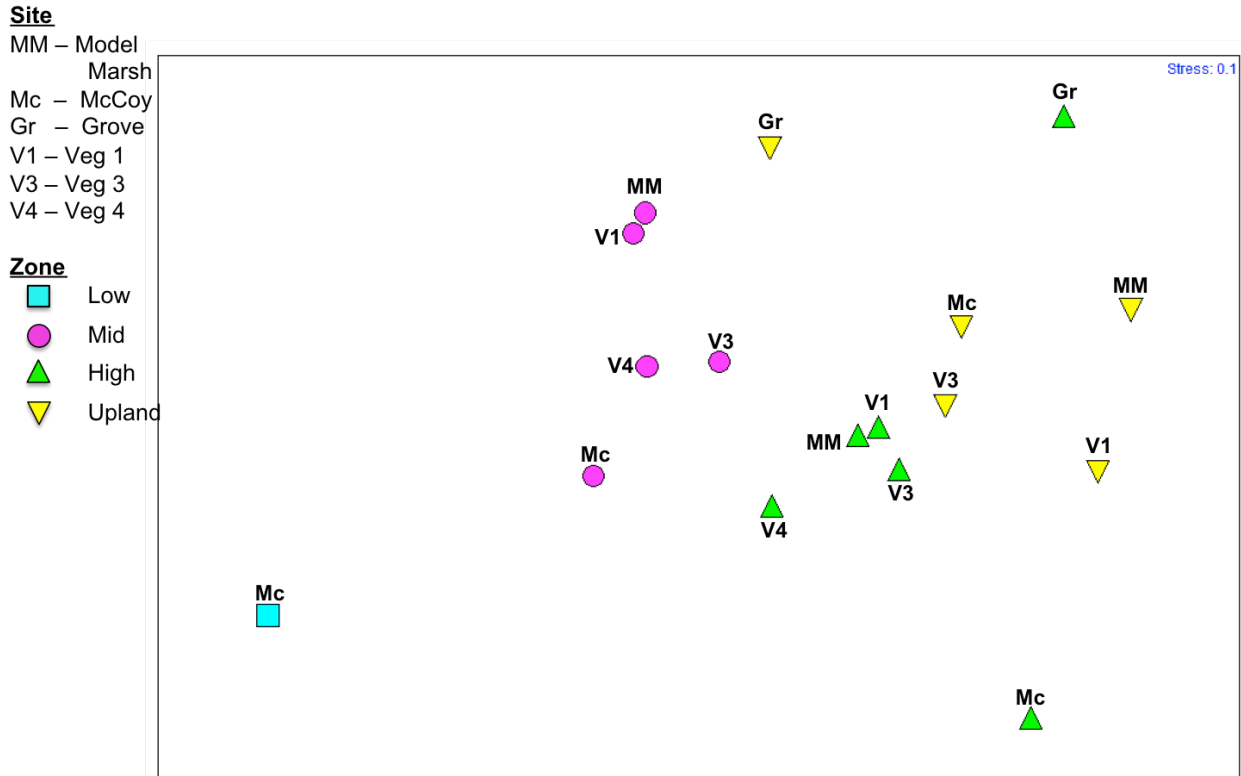 Site
MM – Model
Marsh
Mc – McCoy
Gr – Grove
V1 – Veg 1
V3 – Veg 3
V4 – Veg 4
Zone
Low
Mid
High
Upland
Stress: 0.1
Gr
Gr
MM
V1
MM
Mc
V3
V4
V3
V1
MM
V1
Mc
V3
V4
Mc
Mc